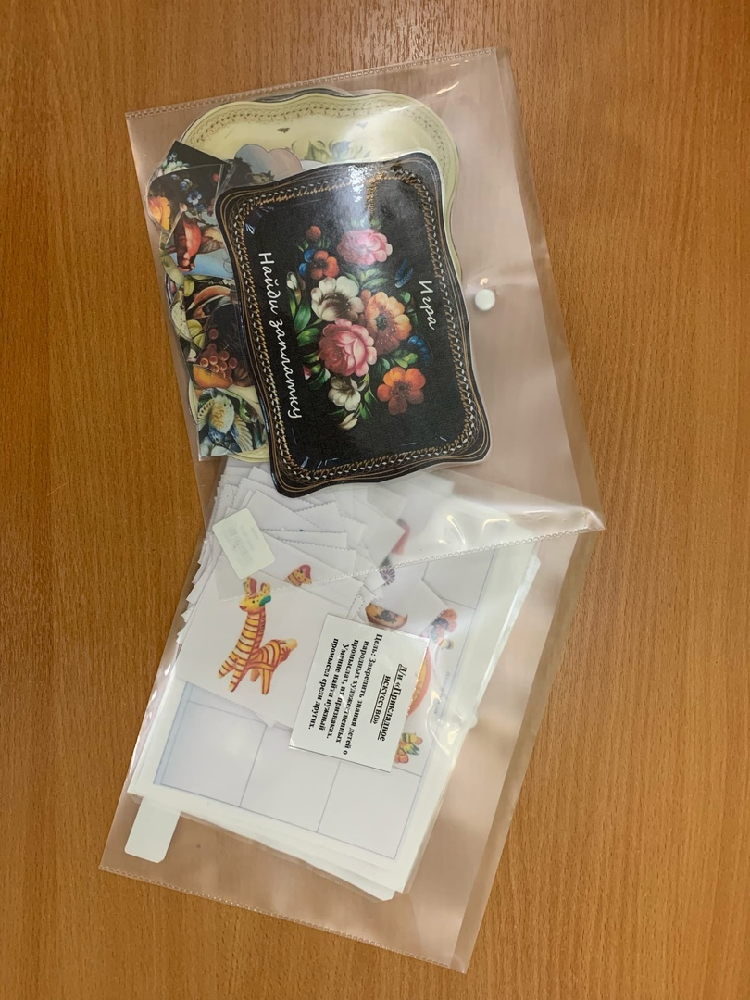 Игра
Найди заплатку
Д/и «Прикладное
искусство»
Цель: Закрепить знания детей о
народных художественных
промыслах, их признаках.
Умение найти нужный
промысел среди других.